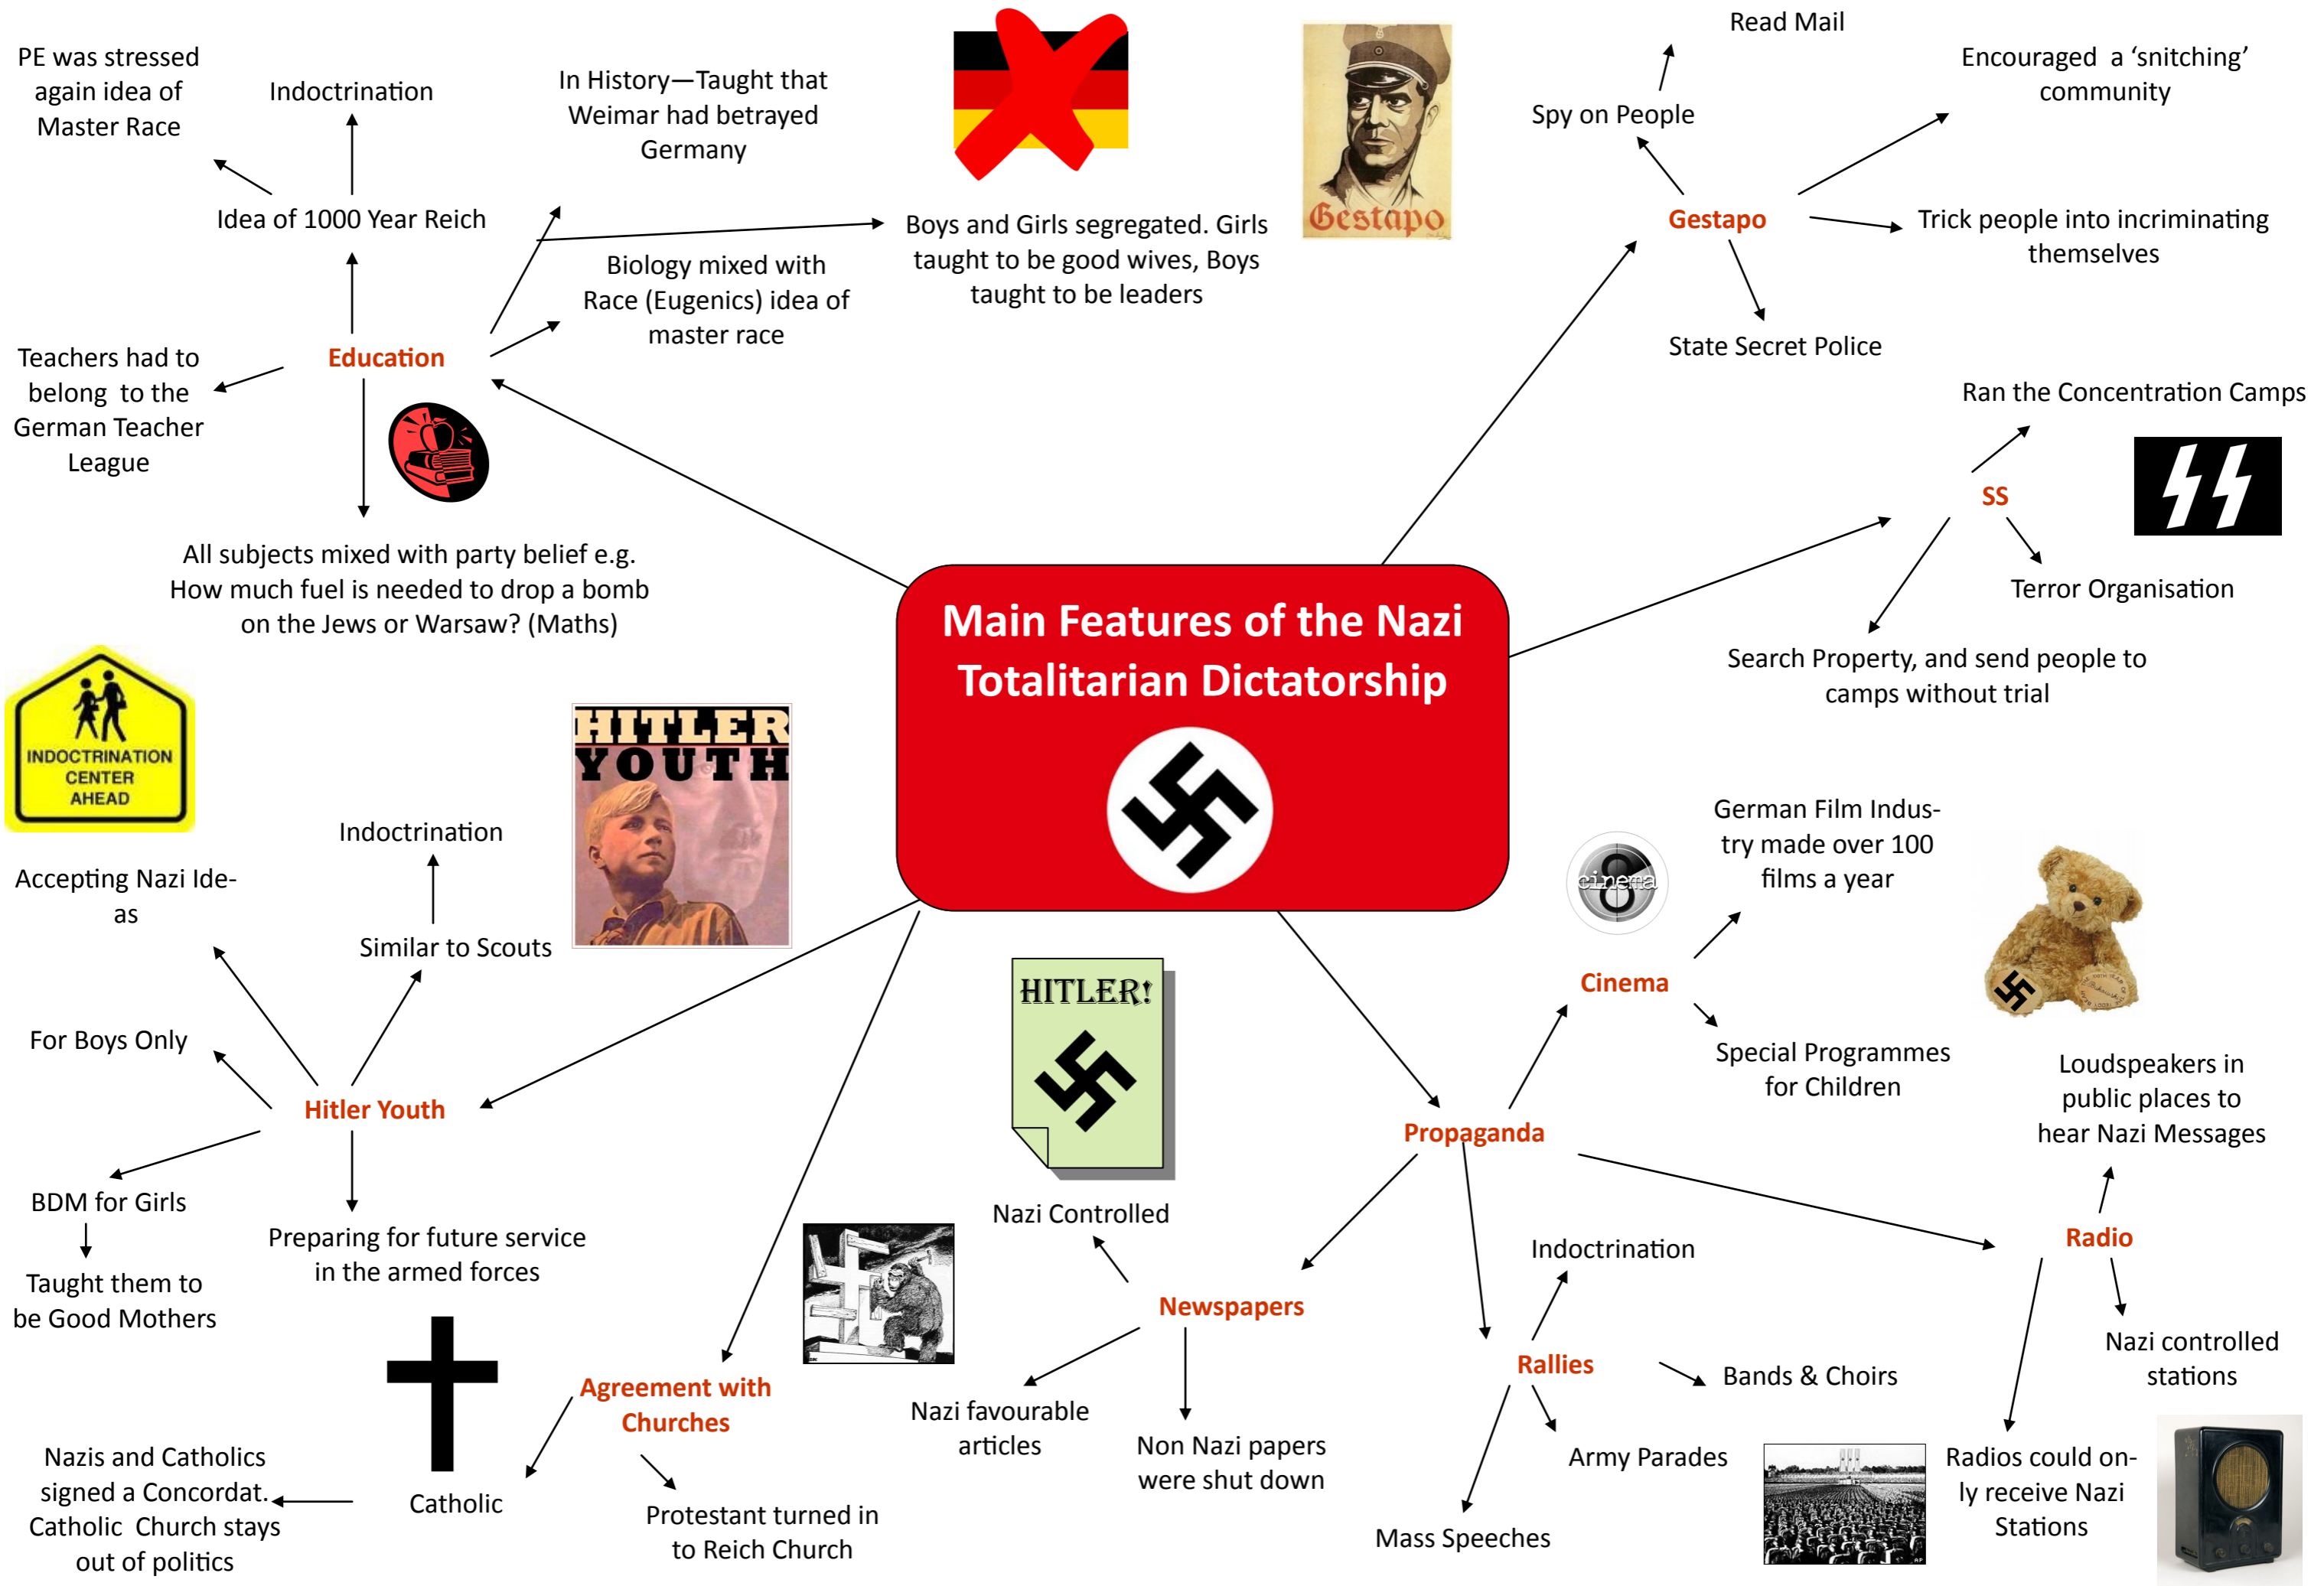 PE was stressed
again idea of
Master Race
Indoctrination
In History—Taught that
Weimar had betrayed
Germany
Idea of 1000 Year Reich
Boys and Girls segregated. Girls
taught to be good wives, Boys
taught to be leaders
Biology mixed with
Race (Eugenics) idea of
master race
Teachers had to
belong to the
German Teacher
League
Education
All subjects mixed with party belief e.g.
How much fuel is needed to drop a bomb
on the Jews or Warsaw? (Maths)
Gestapo
Read Mail
Spy on People
Encouraged a ‘snitching’
community
Gestapo
Trick people into incriminating
themselves
State Secret Police
Ran the Concentration Camps
SS
Terror Organisation
Search Property, and send people to
camps without trial
Main Features of the Nazi
Totalitarian Dictatorship
INDOCTRINATION
CENTER
AHEAD
HITLER
YOUTH
Indoctrination
Accepting Nazi Ide-
as
Similar to Scouts
For Boys Only
Hitler Youth
BDM for Girls
Taught them to
be Good Mothers
Preparing for future service
in the armed forces
Agreement with
Churches
Catholic
Nazis and Catholics
signed a Concordat.
Catholic Church stays
out of politics
Protestant turned in
to Reich Church
HITLER!
Nazi Controlled
Newspapers
Nazi favourable
articles
Non Nazi papers
were shut down
Propaganda
cinema
8
German Film Indus-
try made over 100
films a year
Cinema
Special Programmes
for Children
Loudspeakers in
public places to
hear Nazi Messages
Radio
Nazi controlled
stations
Radios could on-
ly receive Nazi
Stations
Indoctrination
Rallies
Bands & Choirs
Army Parades
Mass Speeches